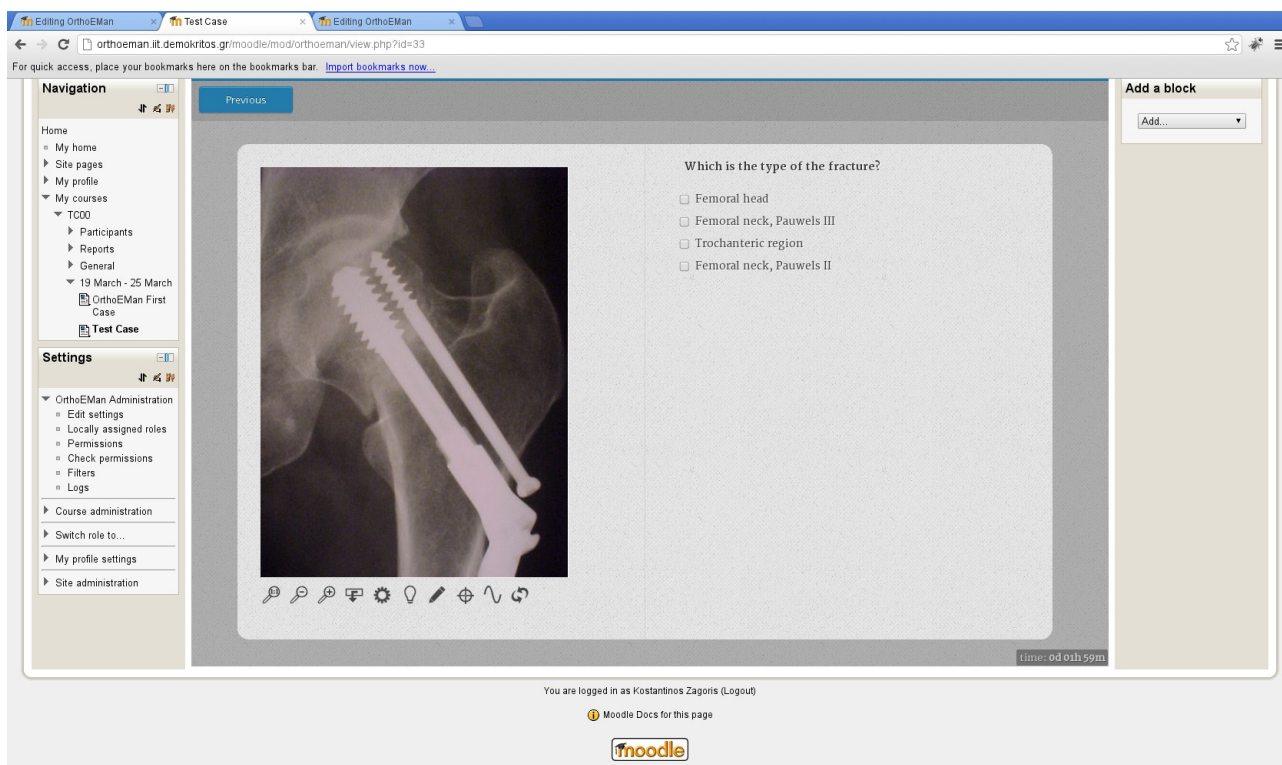 Editing OrthoEMan
Test Case
Editing OrthoEMan
orthoeman.iit.demokritos.gr/moodle/mod/orthoeman/view.php?id=33
For quick access, place your bookmarks here on the bookmarks bar. Import bookmarks now...
Navigation
Home
My home
Site pages
My profile
My courses
TC00
Participants
Reports
General
19 March - 25 March
OrthoEMan First
Case
Test Case
Settings
OrthoEMan Administration
Edit settings
Locally assigned roles
Permissions
Check permissions
Filters
Logs
Course administration
Switch role to...
My profile settings
Site administration
Previous
Which is the type of the fracture?
Femoral head
Femoral neck, Pauwels III
Trochanteric region
Femoral neck, Pauwels II
time: 0d 01h 59m
Add a block
Add...
You are logged in as Kostantinos Zagoris (Logout)
Moodle Docs for this page
moodle